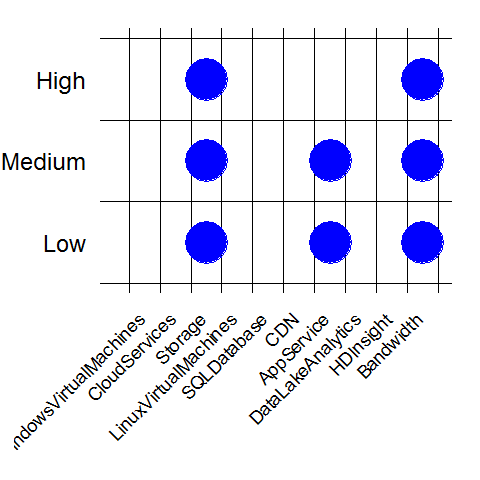 High
Medium
Low
ndowsVirtualMachines
CloudServices
Storage
LinuxVirtualMachines
SQLDatabase
CDN
AppService
DataLakeAnalytics
HDInsight
Bandwidth